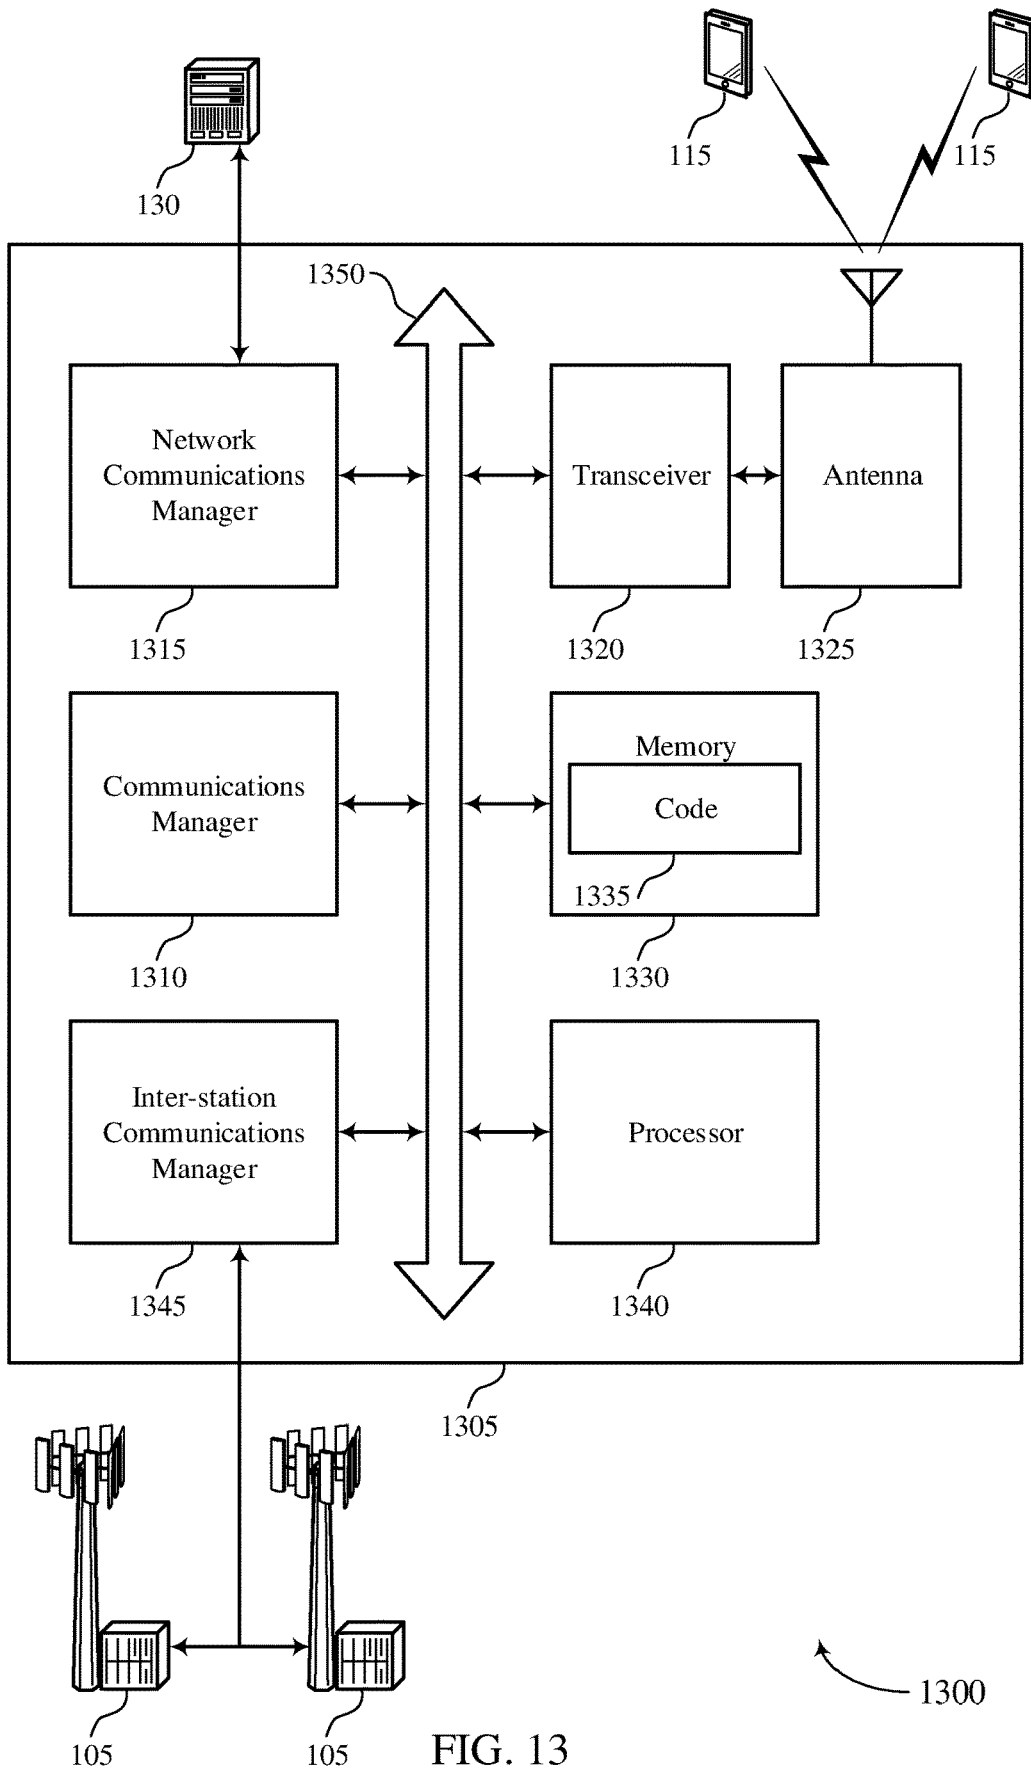 115
115
130
1350
Network
Communications
Manager
Transceiver
Antenna
1315
1320
1325
Communications
Manager
Memory
Code
1335
1310
1330
Inter-station
Communications
Manager
Processor
1345
1340
1305
1300
105
105
FIG. 13